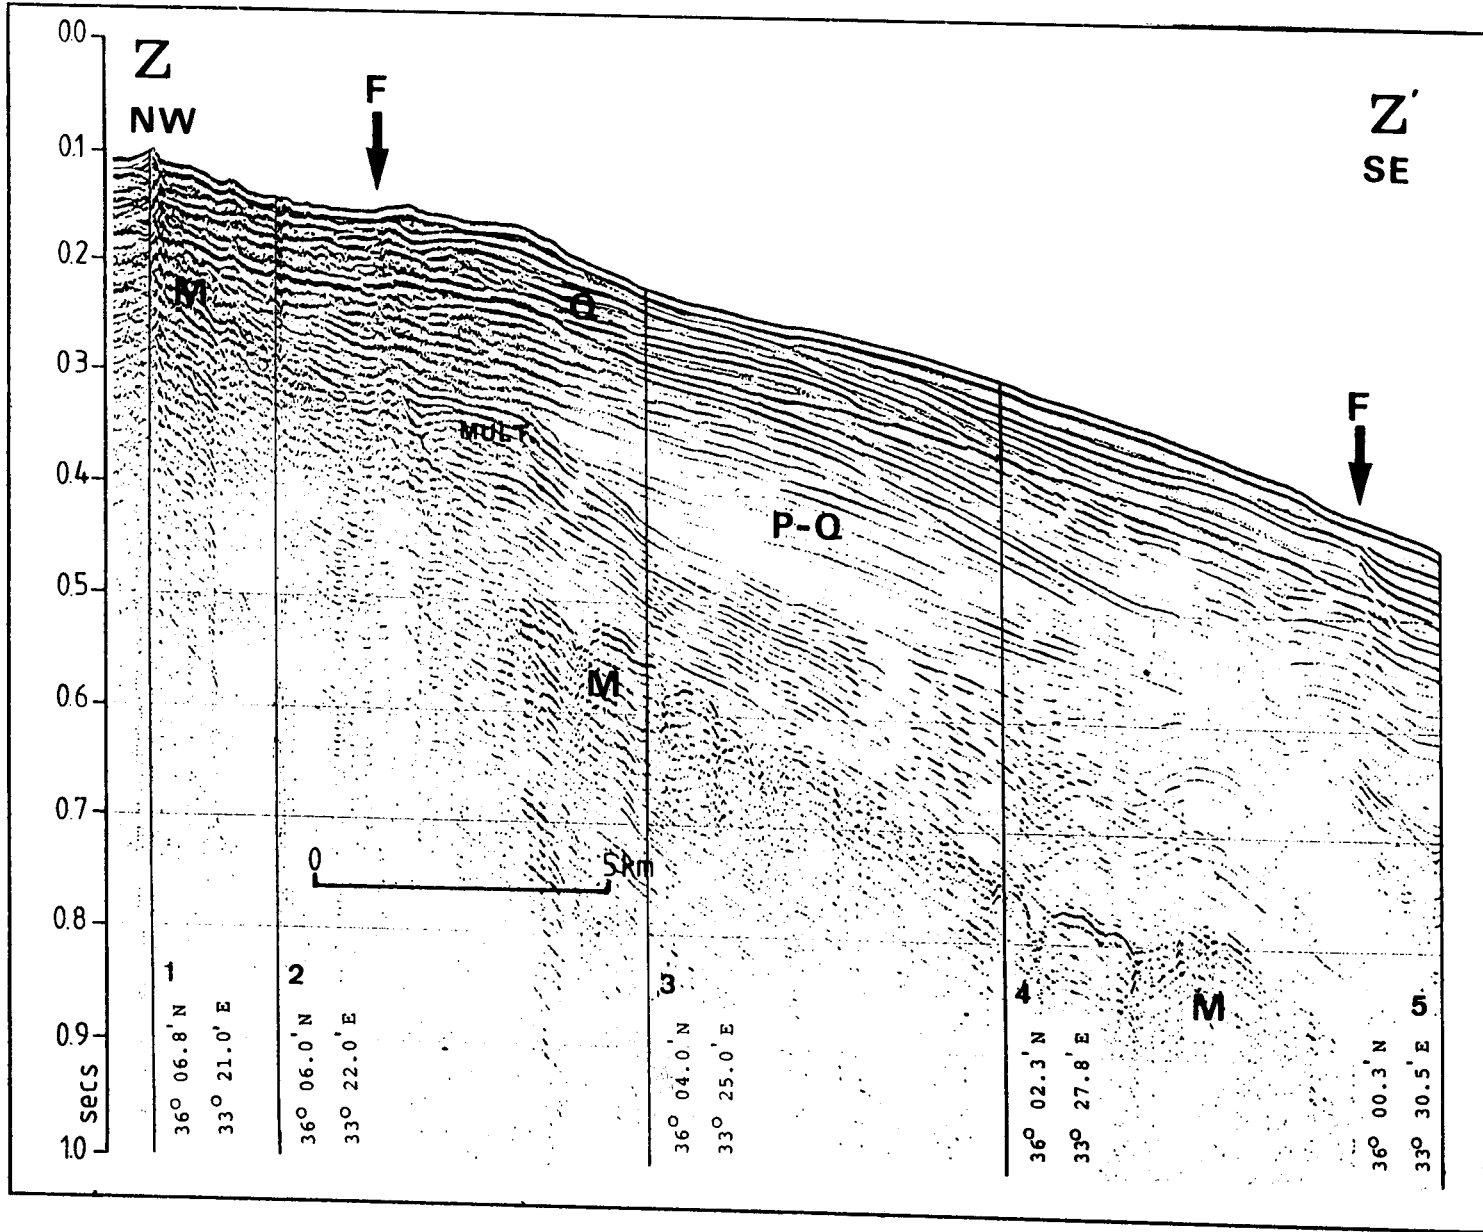 0.0
Z
NW
F
Z'
SE
0.1
0.2
M
Q
0.3
F
MULT.
0.4
P-Q
0.5
0.6
M
0.7
0
5km
0.8
1
2
3
4
5
M
0.9
secs
1.0
36° 06.8' N
33° 21.0' E
36° 06.0' N
33° 22.0' E
36° 04.0' N
33° 25.0' E
36° 02.3' N
33° 27.8' E
36° 00.3' N
33° 30.5' E